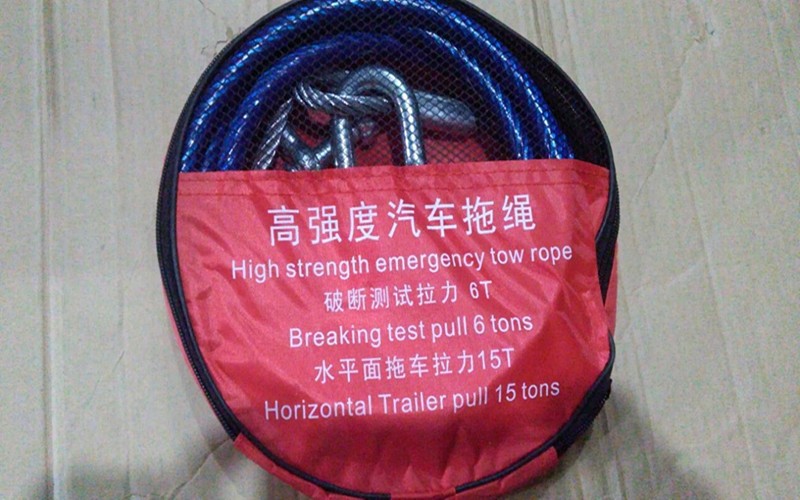 高强度汽车拖绳
High strength emergency tow rope
破断测试拉力 6T
Breaking test pull 6 tons
水平面拖车拉力15T
Horizontal Trailer pull 15 tons